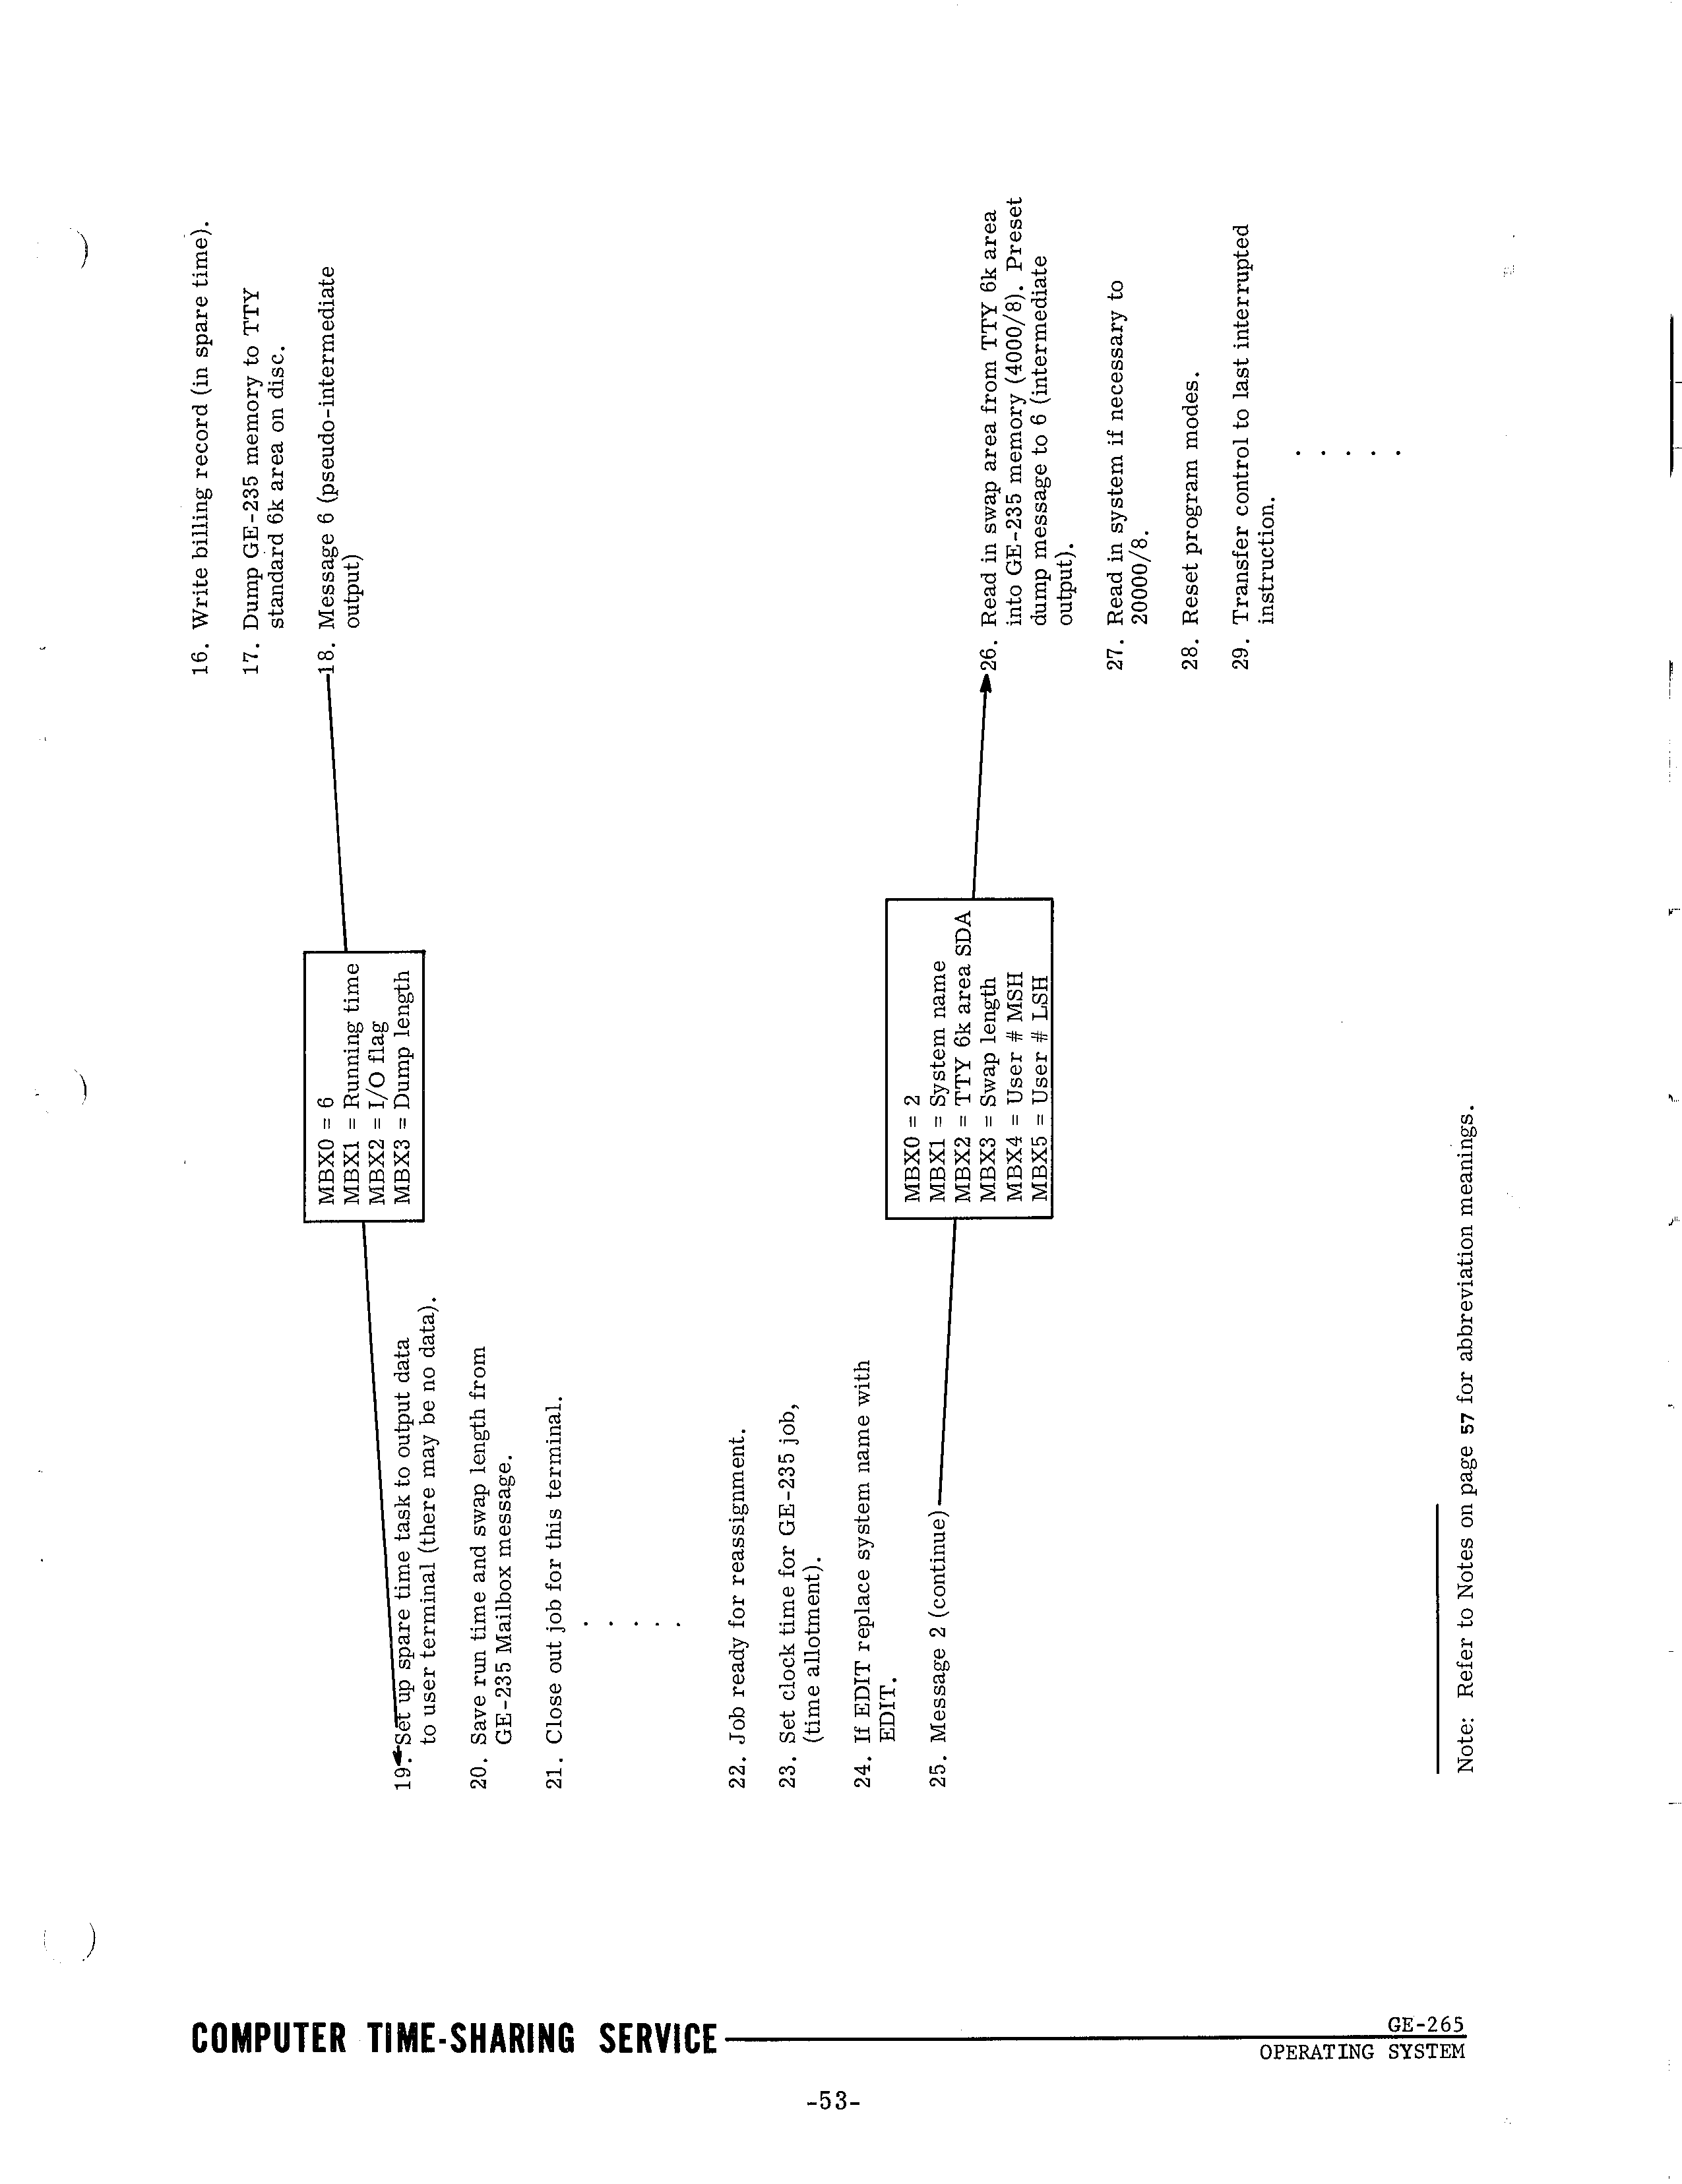 16. Write billing record (in spare time).
17. Dump GE-235 memory to TTY
standard 6k area on disc.
18. Message 6 (pseudo-intermediate
output)
MBX0 = 6
MBX1 = Running time
MBX2 = I/O flag
MBX3 = Dump length
19. Set up spare time task to output data
to user terminal (there may be no data).
20. Save run time and swap length from
GE-235 Mailbox message.
21. Close out job for this terminal.
. . . . .
22. Job ready for reassignment.
23. Set clock time for GE-235 job,
(time allotment).
24. If EDIT replace system name with
EDIT.
25. Message 2 (continue)
MBX0 = 2
MBX1 = System name
MBX2 = TTY 6k area SDA
MBX3 = Swap length
MBX4 = User # MSH
MBX5 = User # LSH
26. Read in swap area from TTY 6k area
into GE-235 memory (4000/8). Preset
dump message to 6 (intermediate
output).
27. Read in system if necessary to
20000/8.
28. Reset program modes.
29. Transfer control to last interrupted
instruction.
. . . . .
Note: Refer to Notes on page 57 for abbreviation meanings.
COMPUTER TIME-SHARING SERVICE
GE-265
OPERATING SYSTEM
-53-